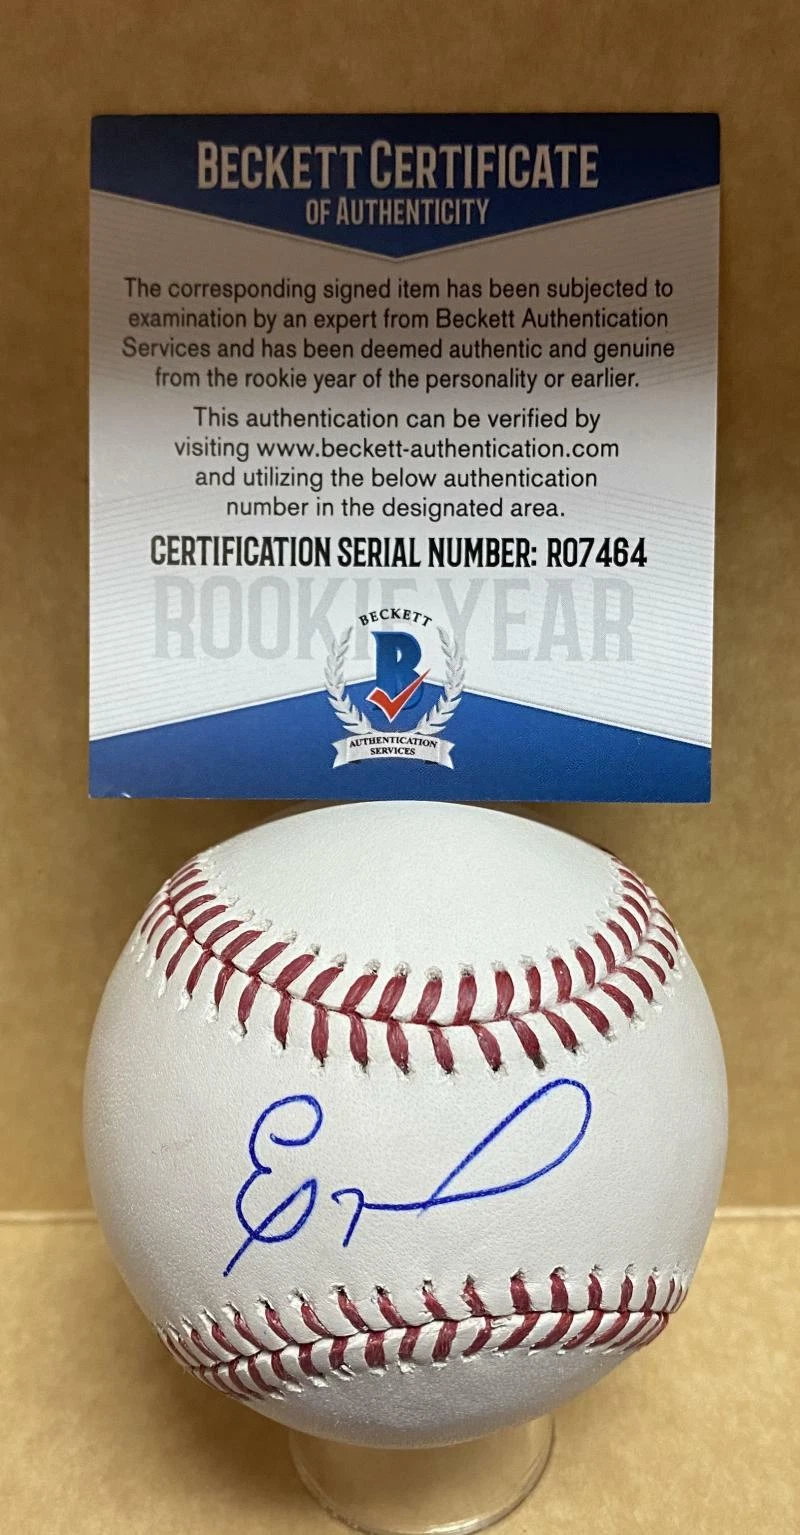 BECKETT CERTIFICATE
OF AUTHENTICITY
The corresponding signed item has been subjected to
examination by an expert from Beckett Authentication
Services and has been deemed authentic and genuine
from the rookie year of the personality or earlier.
This authentication can be verified by
visiting www.beckett-authentication.com
and utilizing the below authentication
number in the designated area.
CERTIFICATION SERIAL NUMBER: R07464
ROOKIE YEAR
BECKETT
B
AUTHENTICATION
SERVICES